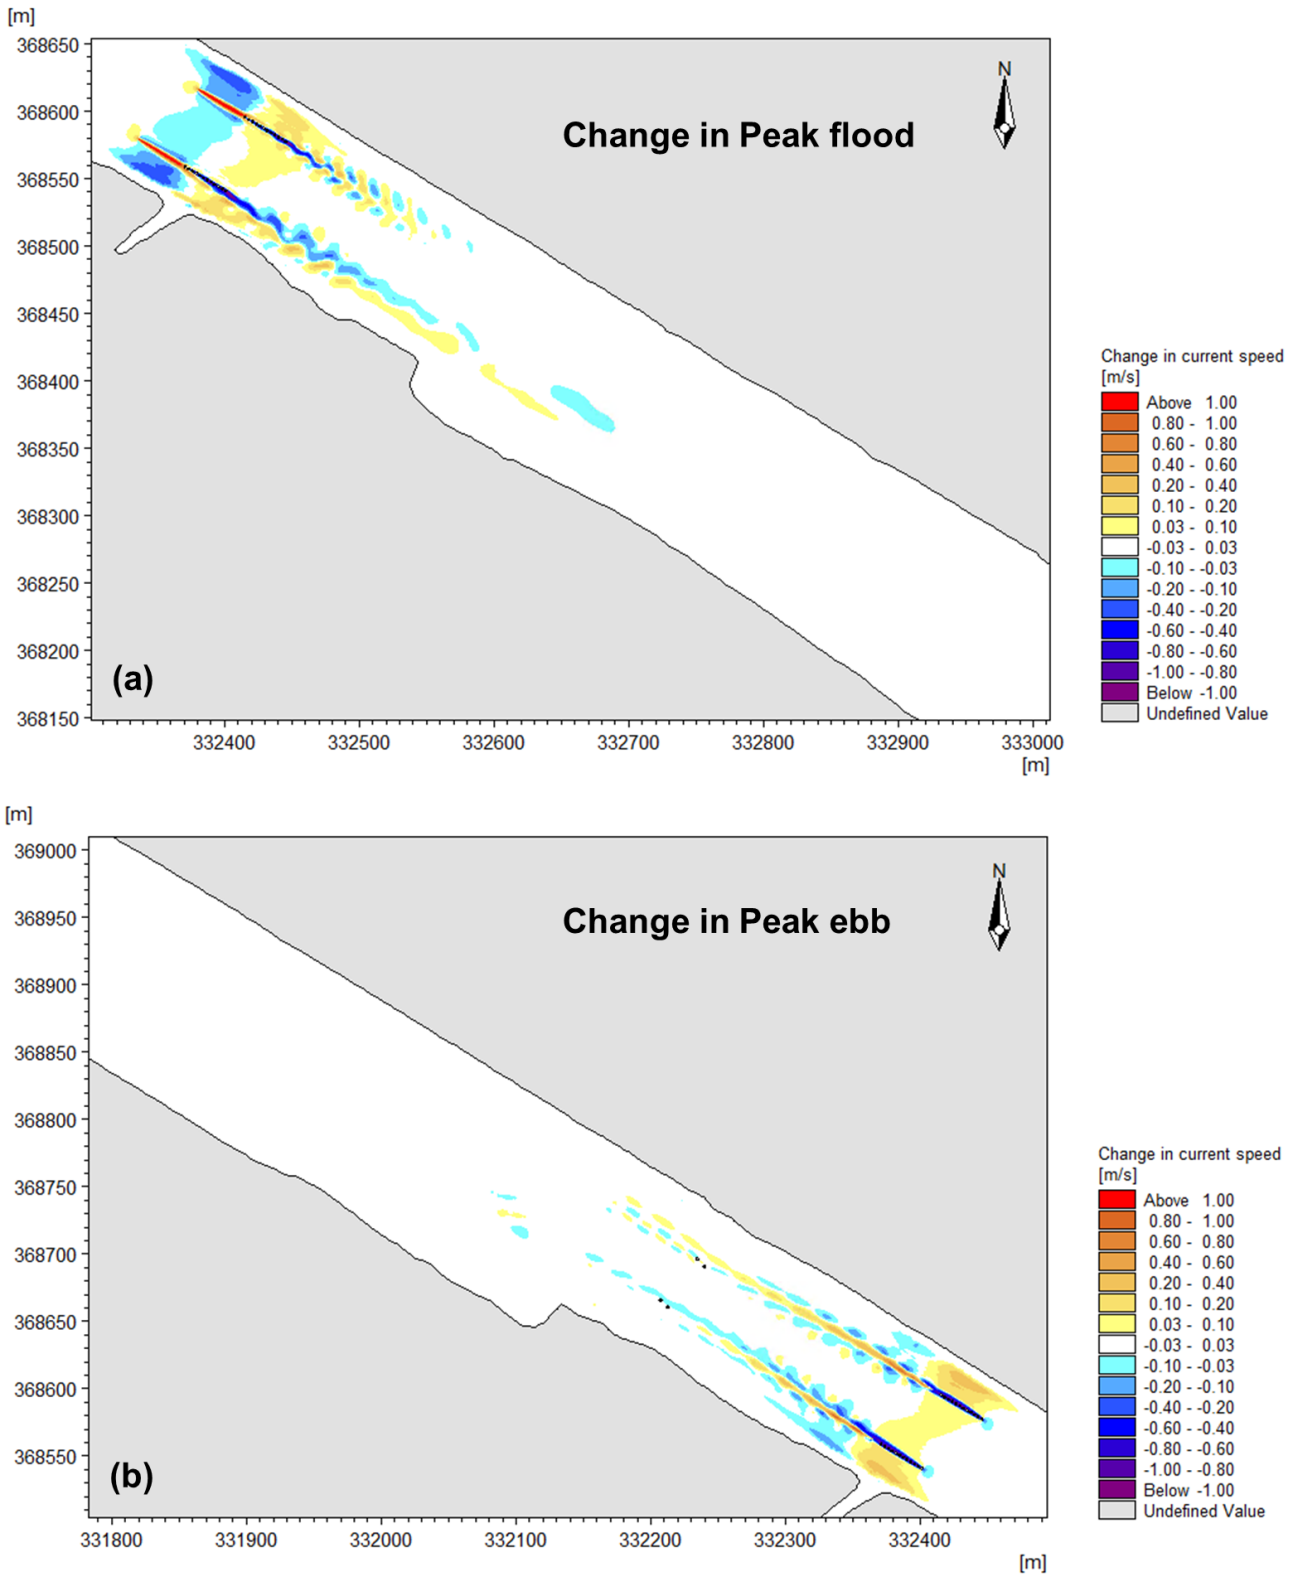 [m]
368650
368600
368550
368500
368450
368400
368350
368300
368250
368200
368150
332400 332500 332600 332700 332800 332900 333000
[m]
N
Change in Peak flood
(a)
Change in current speed
[m/s]
Above 1.00
0.80 - 1.00
0.60 - 0.80
0.40 - 0.60
0.20 - 0.40
0.10 - 0.20
0.03 - 0.10
-0.03 - 0.03
-0.10 - -0.03
-0.20 - -0.10
-0.40 - -0.20
-0.60 - -0.40
-0.80 - -0.60
-1.00 - -0.80
Below -1.00
Undefined Value
[m]
369000
368950
368900
368850
368800
368750
368700
368650
368600
368550
331800 331900 332000 332100 332200 332300 332400
[m]
N
Change in Peak ebb
(b)
Change in current speed
[m/s]
Above 1.00
0.80 - 1.00
0.60 - 0.80
0.40 - 0.60
0.20 - 0.40
0.10 - 0.20
0.03 - 0.10
-0.03 - 0.03
-0.10 - -0.03
-0.20 - -0.10
-0.40 - -0.20
-0.60 - -0.40
-0.80 - -0.60
-1.00 - -0.80
Below -1.00
Undefined Value